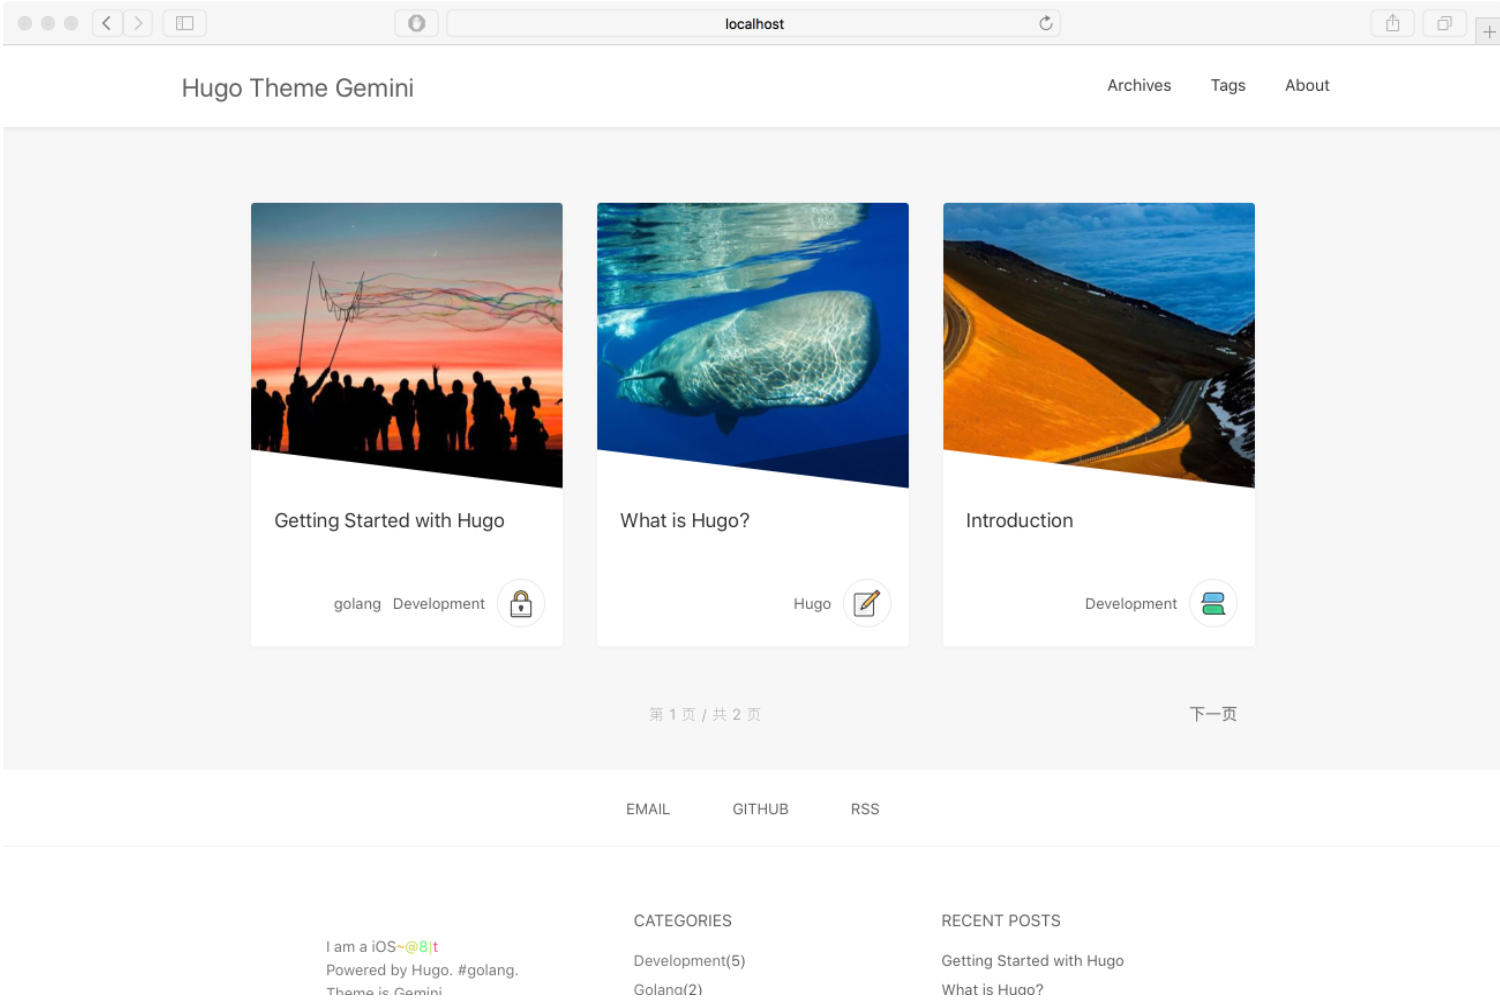 localhost
Hugo Theme Gemini
Archives Tags About
Getting Started with Hugo
golang Development
What is Hugo?
Hugo
Introduction
Development
第 1 页 / 共 2 页
下一页
EMAIL GITHUB RSS
I am a iOS~@8|t
Powered by Hugo. #golang.
Theme is Gemini
CATEGORIES
Development(5)
Golang(2)
RECENT POSTS
Getting Started with Hugo
What is Hugo?